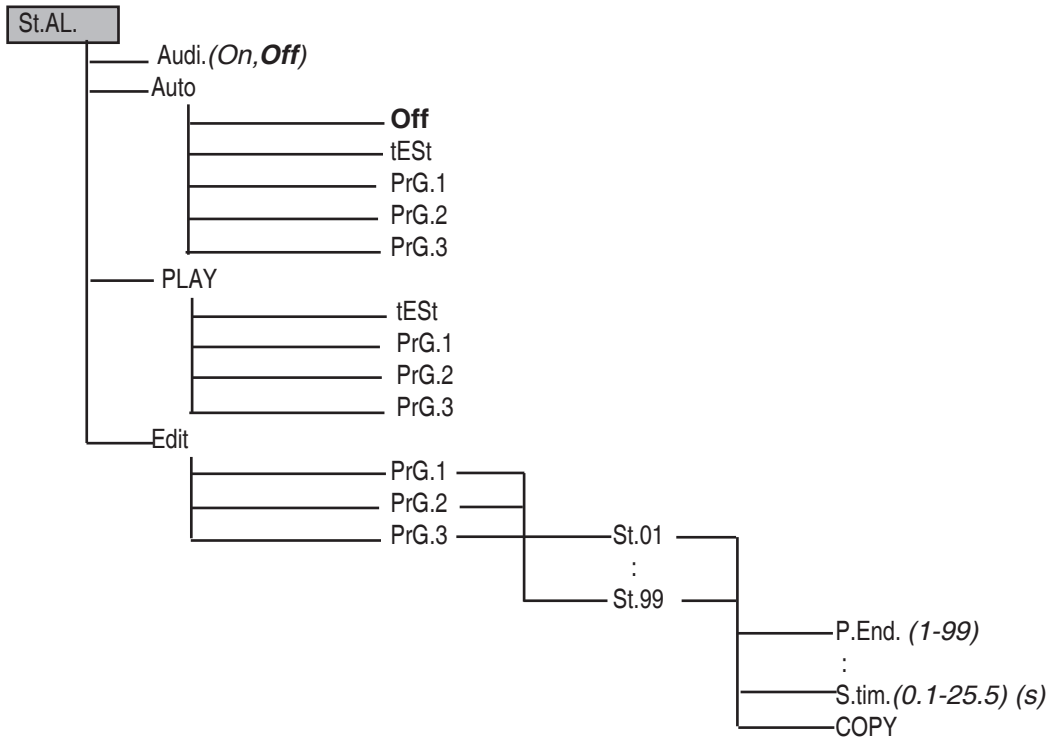 St.AL.
Audi.(On,Off)
Auto
Off
tESt
PrG.1
PrG.2
PrG.3
PLAY
tESt
PrG.1
PrG.2
PrG.3
Edit
PrG.1
PrG.2
PrG.3
St.01
:
St.99
P.End. (1-99)
:
S.tim.(0.1-25.5) (s)
COPY